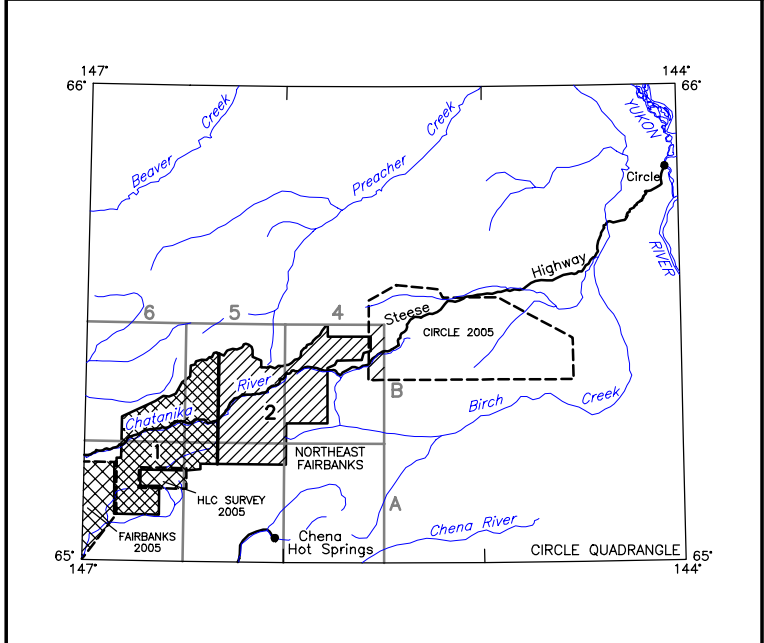 147°
144°
66°
66°
YUKON
Creek
Beaver
Creek
Preacher
Circle
RIVER
Highway
6
5
4
Steese
CIRCLE 2005
River
B
Birch
Creek
Chatanika
2
1
NORTHEAST
FAIRBANKS
HLC SURVEY
2005
A
FAIRBANKS
2005
Chena
Hot Springs
Chena River
CIRCLE QUADRANGLE
65°
65°
147°
144°